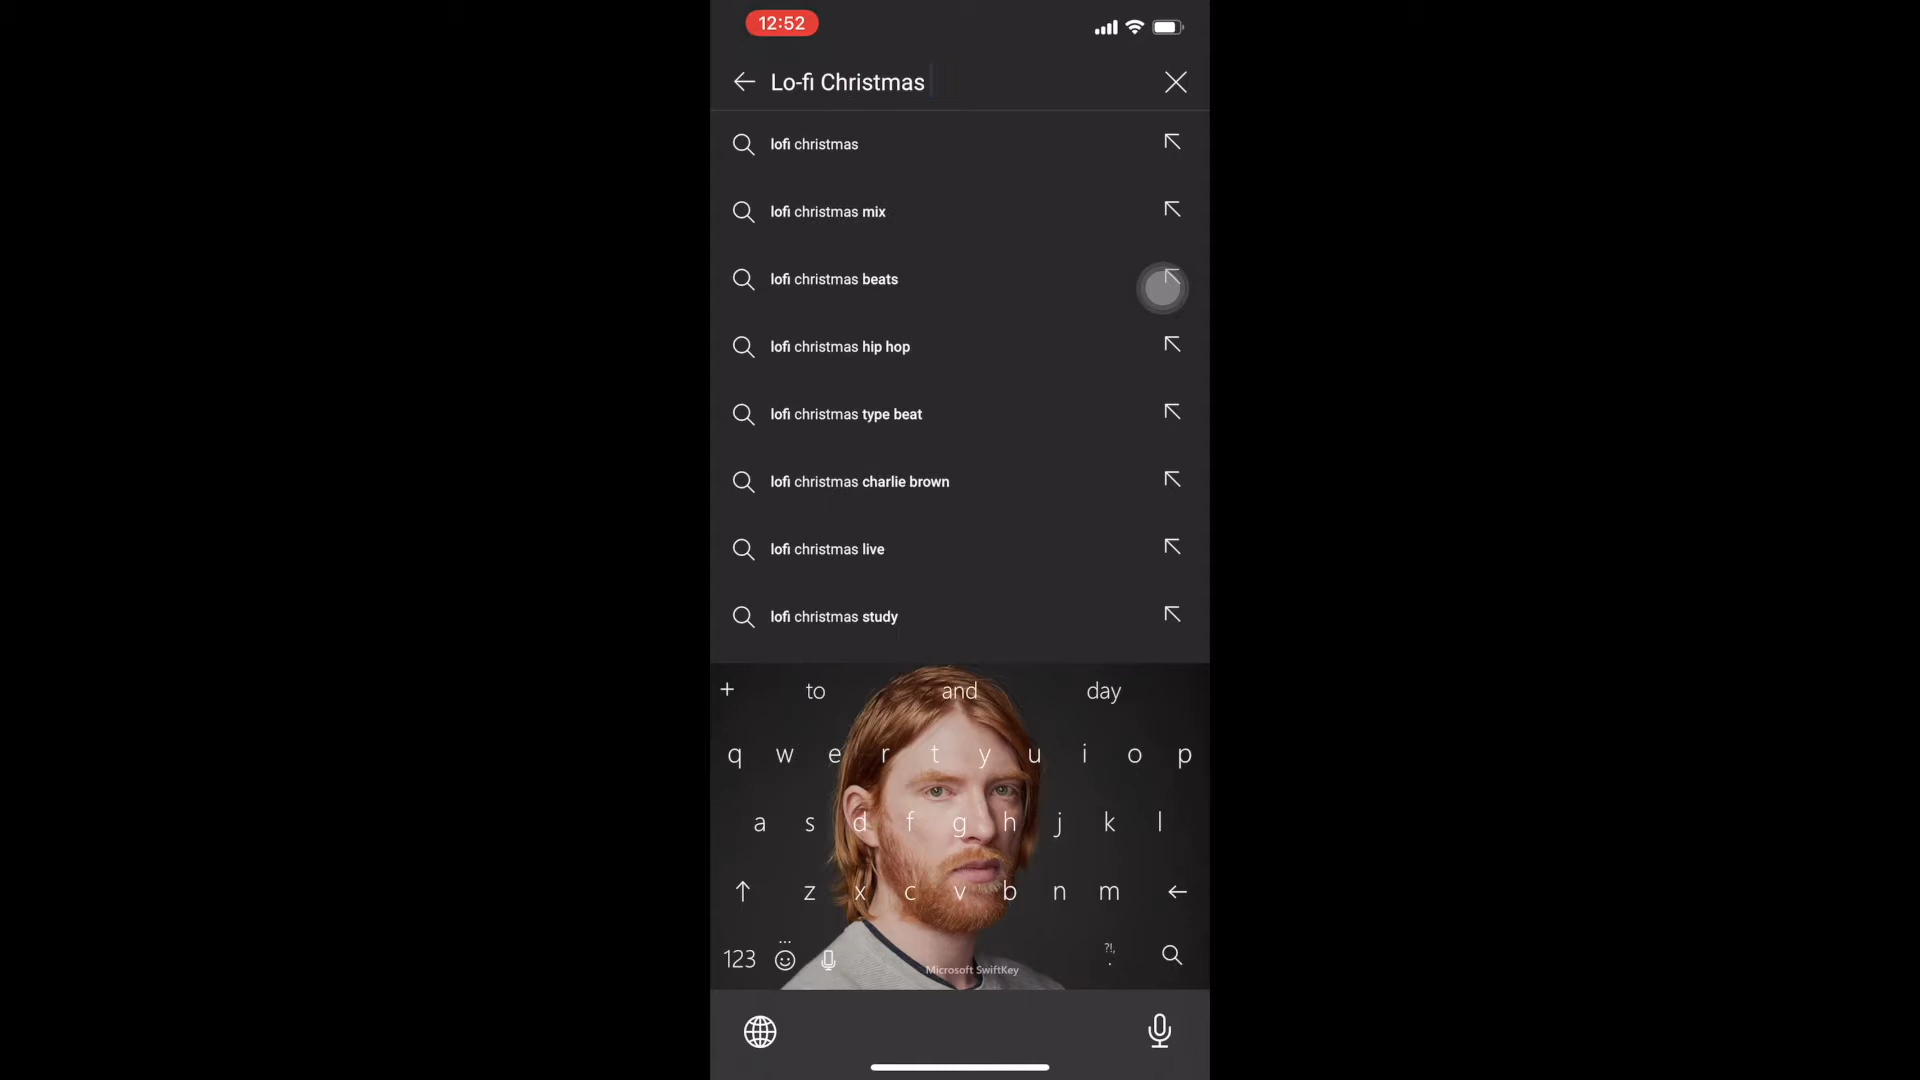 12:52
Lo-fi Christmas
lofi christmas
lofi christmas mix
lofi christmas beats
lofi christmas hip hop
lofi christmas type beat
lofi christmas charlie brown
lofi christmas live
lofi christmas study
+ to and day
q w e r t y u i o p
a s d f g h j k l
z x c v b n m
123 ?!, .
Microsoft SwiftKey